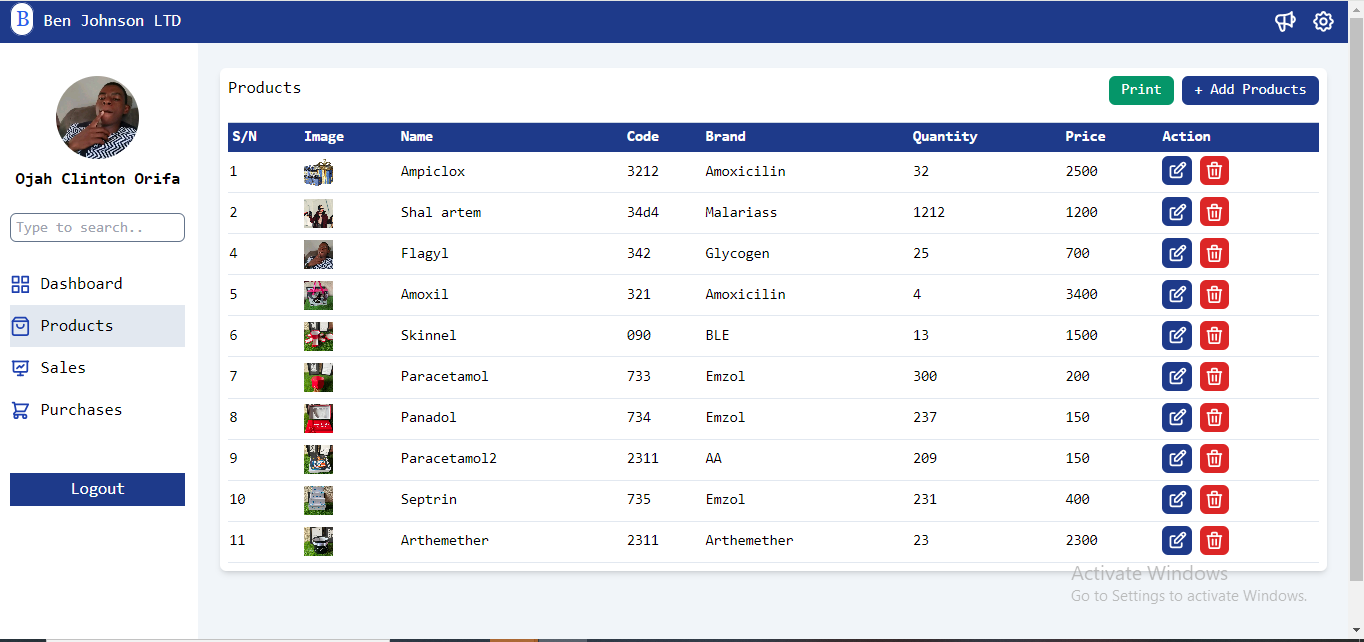 B Ben Johnson LTD
Ojah Clinton Orifa
Type to search..
Dashboard
Products
Sales
Purchases
Logout
Products
Print + Add Products
S/N Image Name Code Brand Quantity Price Action
1 Ampiclox 3212 Amoxicilin 32 2500
2 Shal artem 34d4 Malariass 1212 1200
4 Flagyl 342 Glycogen 25 700
5 Amoxil 321 Amoxicilin 4 3400
6 Skinnel 090 BLE 13 1500
7 Paracetamol 733 Emzol 300 200
8 Panadol 734 Emzol 237 150
9 Paracetamol2 2311 AA 209 150
10 Septrin 735 Emzol 231 400
11 Arthemether 2311 Arthemether 23 2300
Activate Windows
Go to Settings to activate Windows.